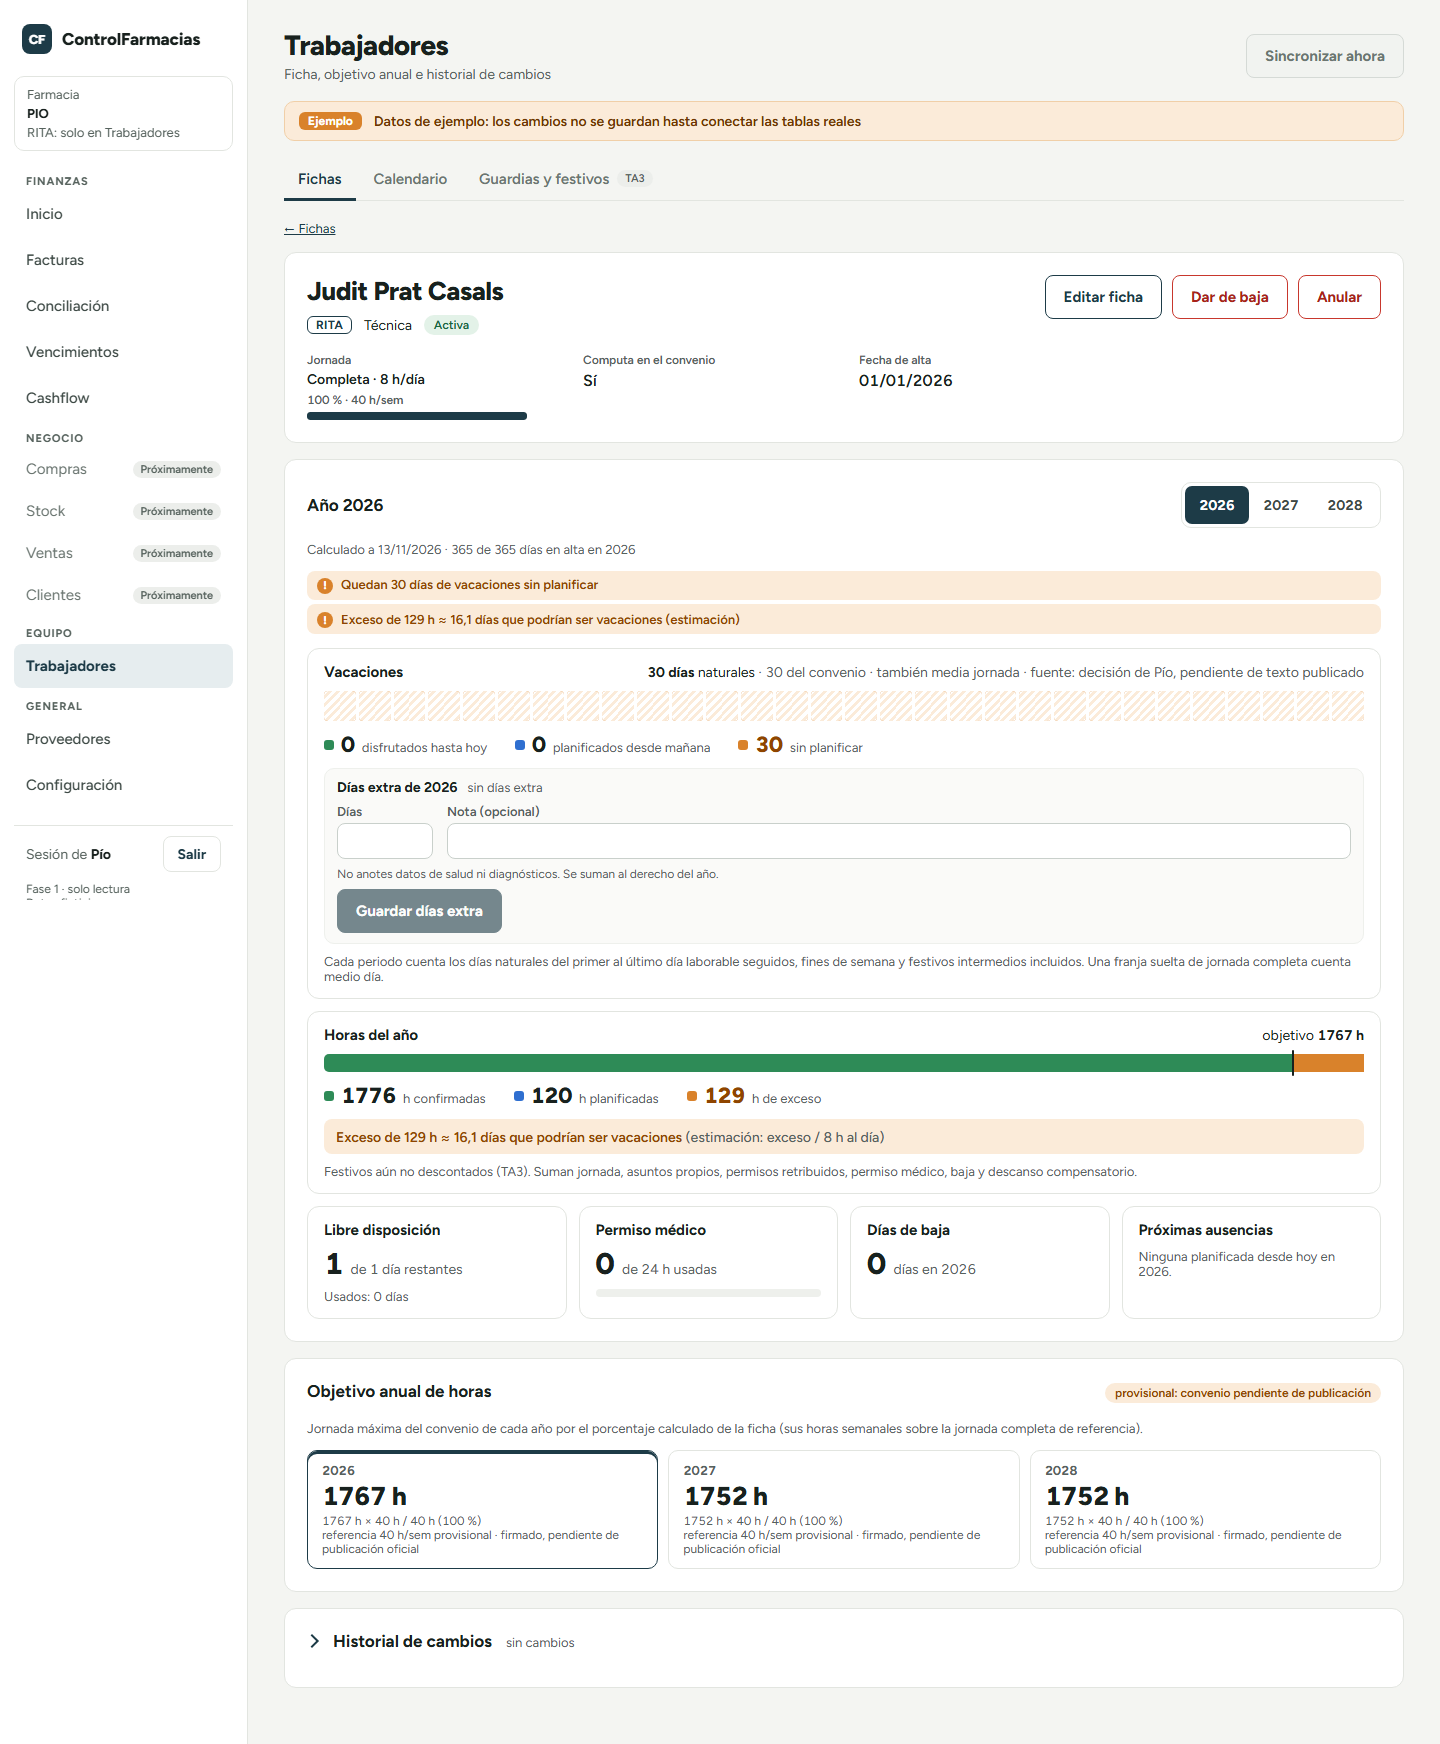 CF ControlFarmacias
Farmacia
PIO
RITA: solo en Trabajadores
FINANZAS
Inicio
Facturas
Conciliación
Vencimientos
Cashflow
NEGOCIO
Compras Próximamente
Stock Próximamente
Ventas Próximamente
Clientes Próximamente
EQUIPO
Trabajadores
GENERAL
Proveedores
Configuración
Sesión de Pío Salir
Fase 1 · solo lectura
Trabajadores
Ficha, objetivo anual e historial de cambios
Sincronizar ahora
Ejemplo Datos de ejemplo: los cambios no se guardan hasta conectar las tablas reales
Fichas Calendario Guardias y festivos TA3
← Fichas
Judit Prat Casals
RITA Técnica Activa
Editar ficha Dar de baja Anular
Jornada
Completa · 8 h/día
100 % · 40 h/sem
Computa en el convenio
Sí
Fecha de alta
01/01/2026
Año 2026
2026 2027 2028
Calculado a 13/11/2026 · 365 de 365 días en alta en 2026
! Quedan 30 días de vacaciones sin planificar
! Exceso de 129 h ≈ 16,1 días que podrían ser vacaciones (estimación)
Vacaciones 30 días naturales · 30 del convenio · también media jornada · fuente: decisión de Pío, pendiente de texto publicado
0 disfrutados hasta hoy 0 planificados desde mañana 30 sin planificar
Días extra de 2026 sin días extra
Días Nota (opcional)
No anotes datos de salud ni diagnósticos. Se suman al derecho del año.
Guardar días extra
Cada periodo cuenta los días naturales del primer al último día laborable seguidos, fines de semana y festivos intermedios incluidos. Una franja suelta de jornada completa cuenta
medio día.
Horas del año objetivo 1767 h
1776 h confirmadas 120 h planificadas 129 h de exceso
Exceso de 129 h ≈ 16,1 días que podrían ser vacaciones (estimación: exceso / 8 h al día)
Festivos aún no descontados (TA3). Suman jornada, asuntos propios, permisos retribuidos, permiso médico, baja y descanso compensatorio.
Libre disposición
1 de 1 día restantes
Usados: 0 días
Permiso médico
0 de 24 h usadas
Días de baja
0 días en 2026
Próximas ausencias
Ninguna planificada desde hoy en
2026.
Objetivo anual de horas provisional: convenio pendiente de publicación
Jornada máxima del convenio de cada año por el porcentaje calculado de la ficha (sus horas semanales sobre la jornada completa de referencia).
2026
1767 h
1767 h × 40 h / 40 h (100 %)
referencia 40 h/sem provisional · firmado, pendiente de
publicación oficial
2027
1752 h
1752 h × 40 h / 40 h (100 %)
referencia 40 h/sem provisional · firmado, pendiente de
publicación oficial
2028
1752 h
1752 h × 40 h / 40 h (100 %)
referencia 40 h/sem provisional · firmado, pendiente de
publicación oficial
Historial de cambios sin cambios